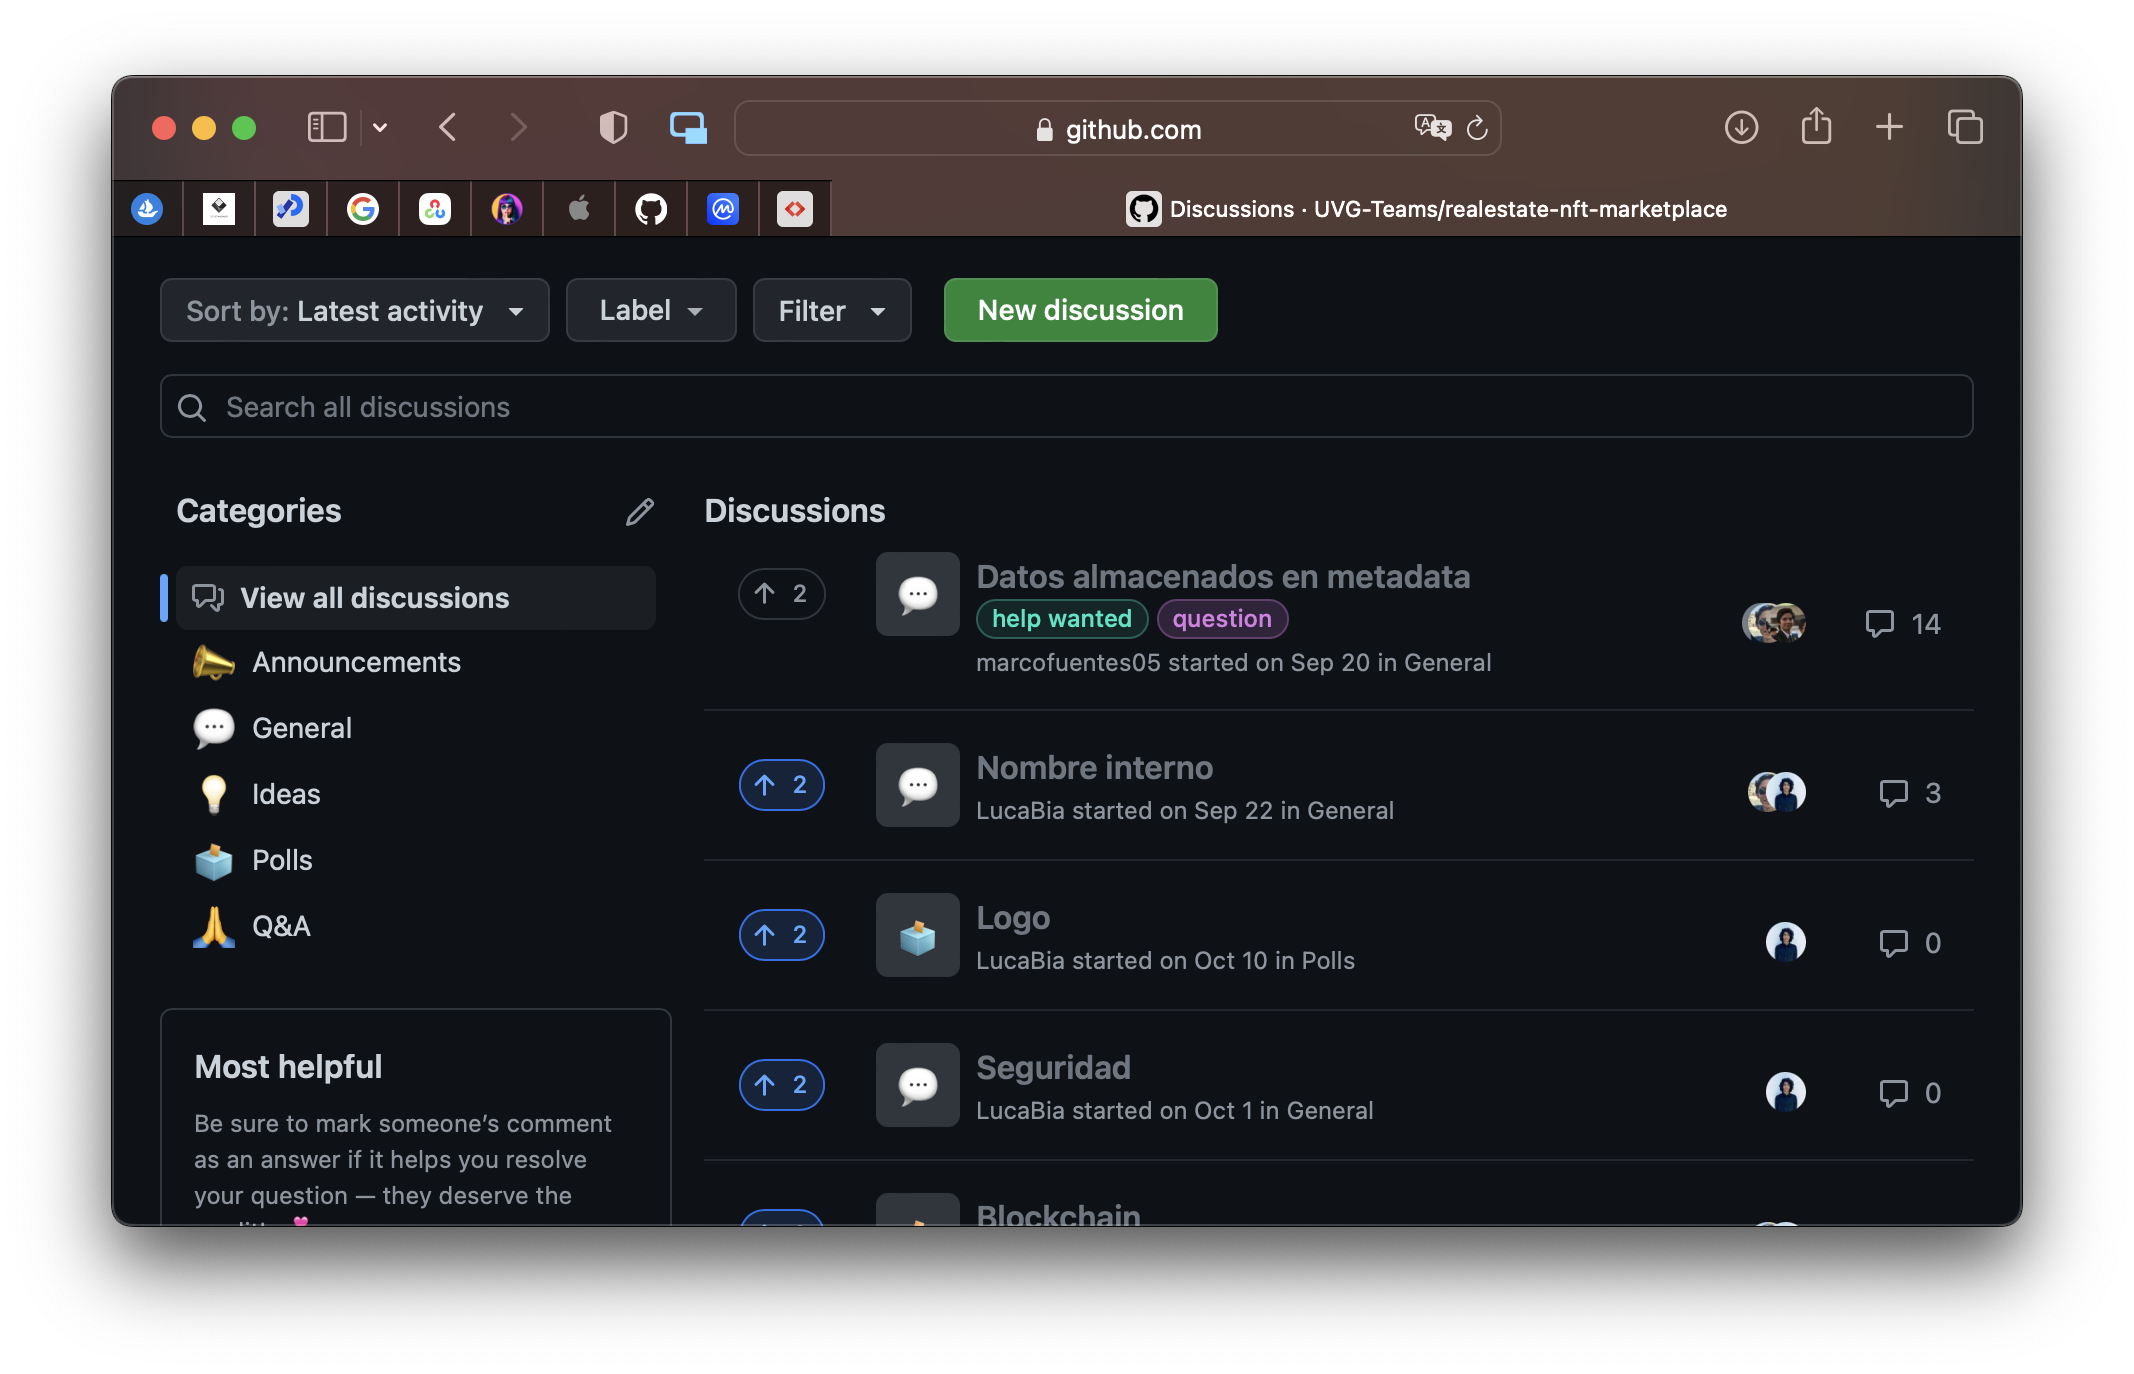 github.com
Discussions · UVG-Teams/realestate-nft-marketplace
Sort by: Latest activity
Label
Filter
New discussion
Search all discussions
Categories
View all discussions
Announcements
General
Ideas
Polls
Q&A
Most helpful
Be sure to mark someone’s comment
as an answer if it helps you resolve
your question — they deserve the
Discussions
2
Datos almacenados en metadata
help wanted question
marcofuentes05 started on Sep 20 in General
14
2
Nombre interno
LucaBia started on Sep 22 in General
3
2
Logo
LucaBia started on Oct 10 in Polls
0
2
Seguridad
LucaBia started on Oct 1 in General
0
Blockchain